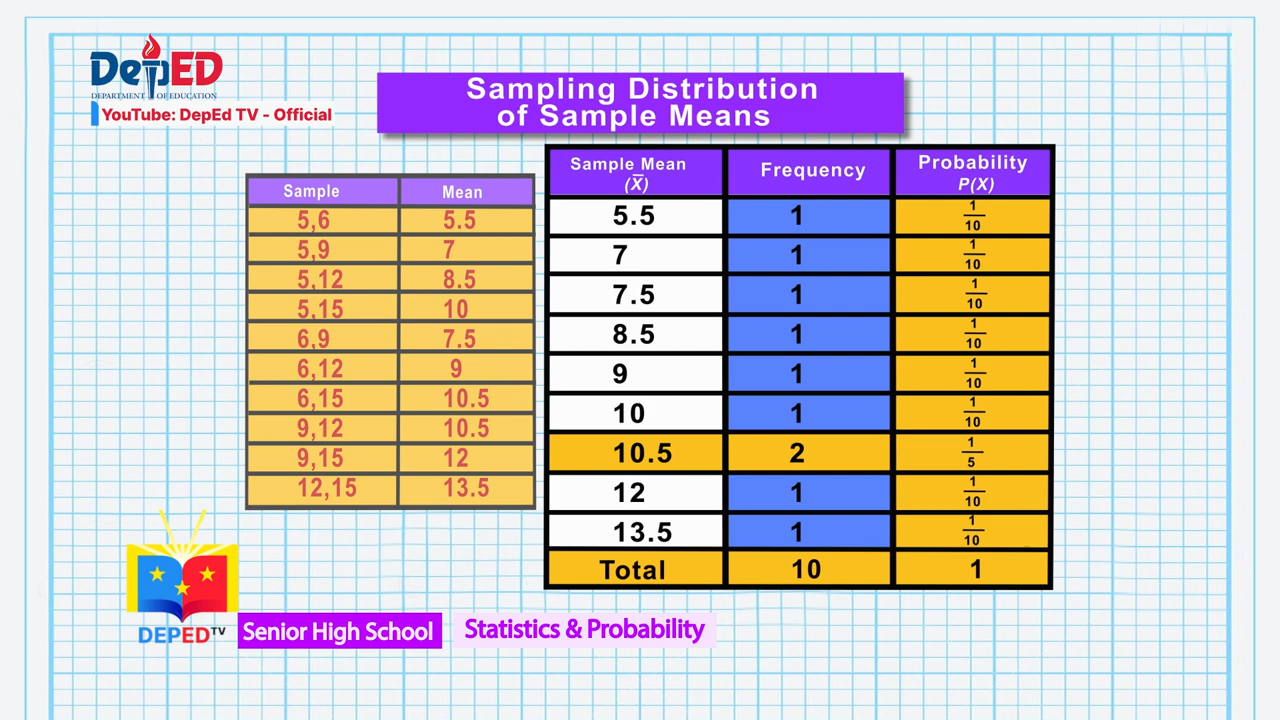 DepED
DEPARTMENT OF EDUCATION
YouTube: DepEd TV - Official
Sampling Distribution
of Sample Means
Sample Mean
Frequency
Probability
(X̅)
P(X)
Sample Mean
5,6 5.5
5,9 7
5,12 8.5
5,15 10
6,9 7.5
6,12 9
6,15 10.5
9,12 10.5
9,15 12
12,15 13.5
5.5 1 1/10
7 1 1/10
7.5 1 1/10
8.5 1 1/10
9 1 1/10
10 1 1/10
10.5 2 1/5
12 1 1/10
13.5 1 1/10
Total 10 1
DEPED TV
Senior High School
Statistics & Probability